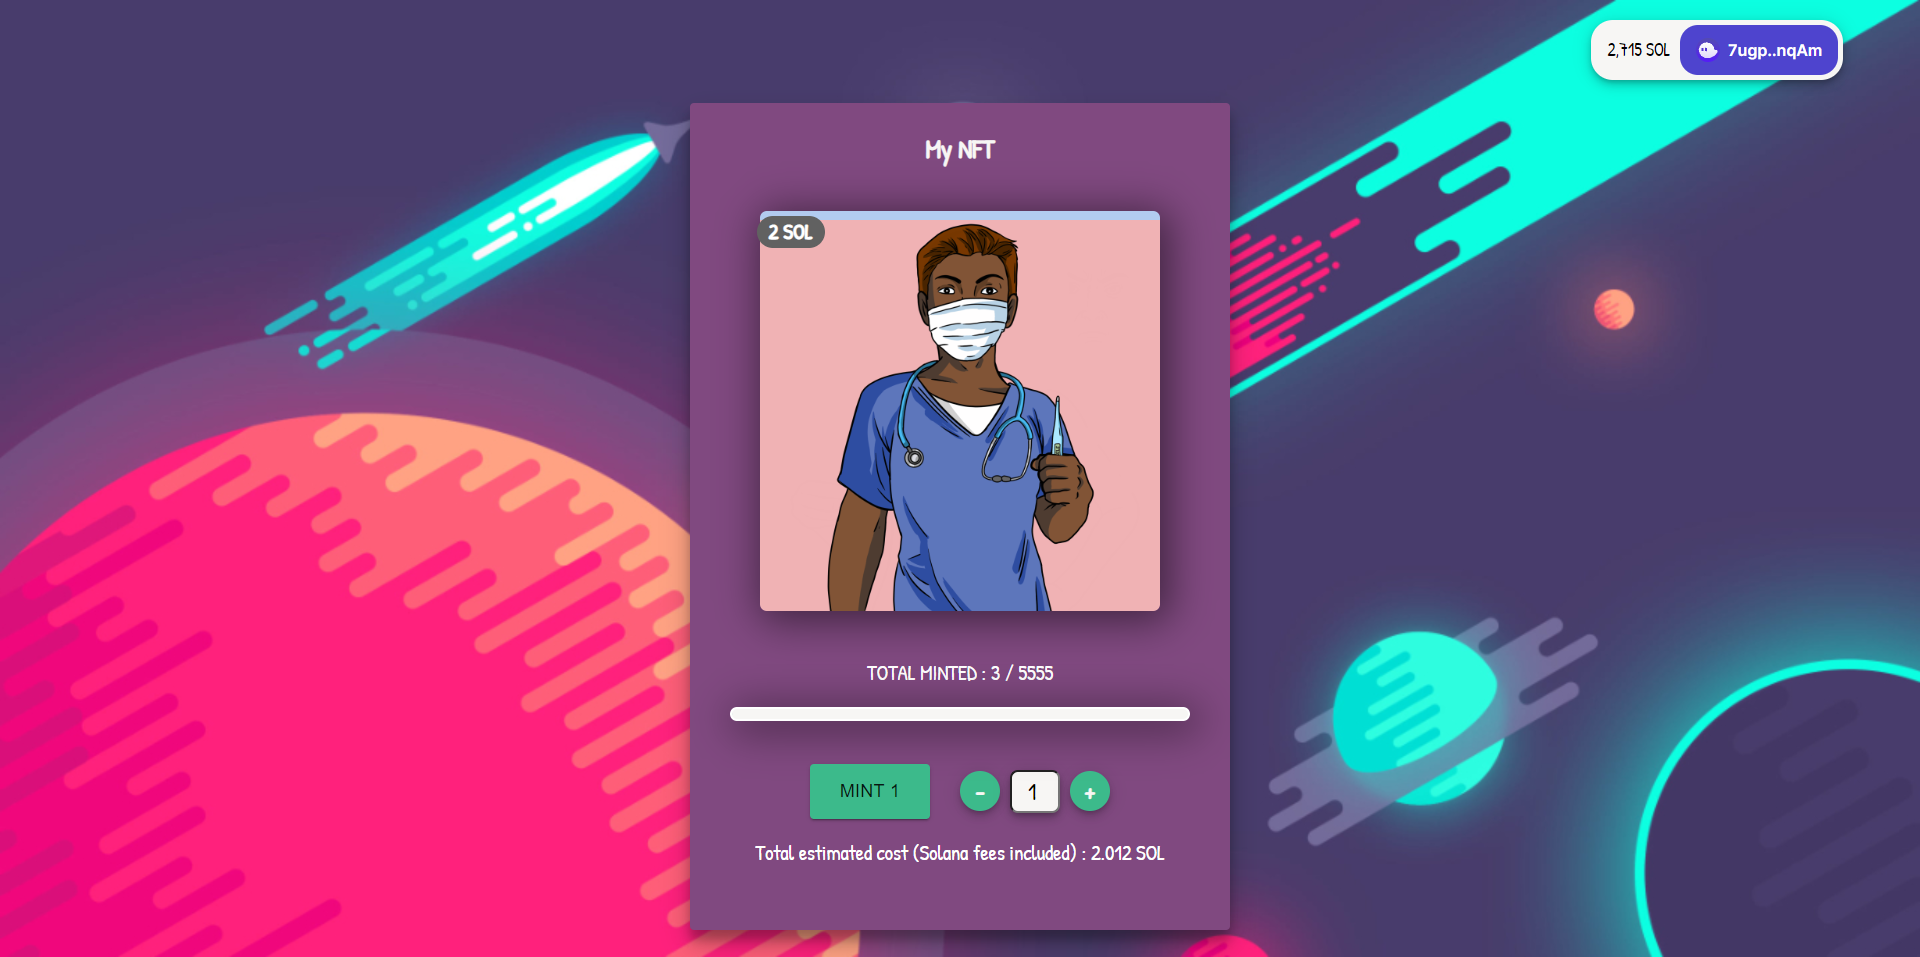 2,715 SOL
7ugp..nqAm
My NFT
2 SOL
TOTAL MINTED : 3 / 5555
MINT 1
-
1
+
Total estimated cost (Solana fees included) : 2.012 SOL